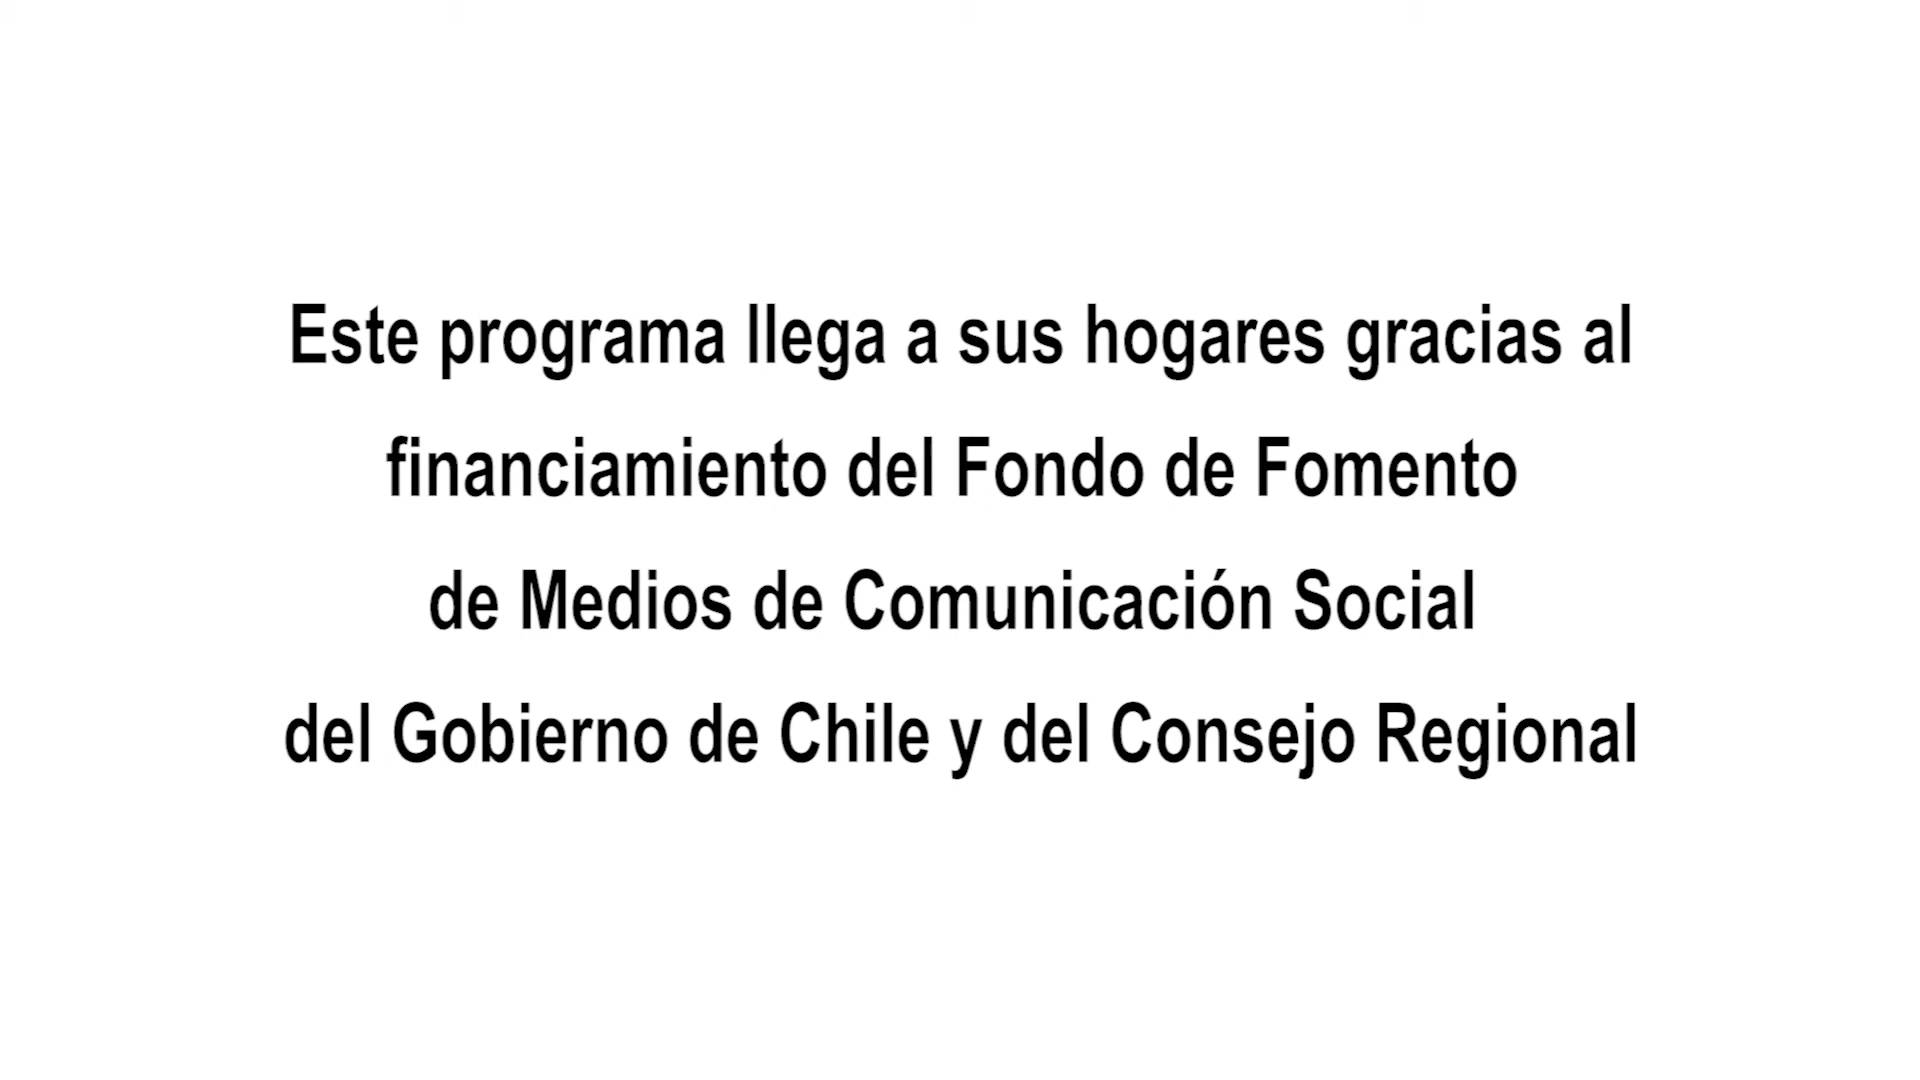 Este programa llega a sus hogares gracias al
financiamiento del Fondo de Fomento
de Medios de Comunicación Social
del Gobierno de Chile y del Consejo Regional